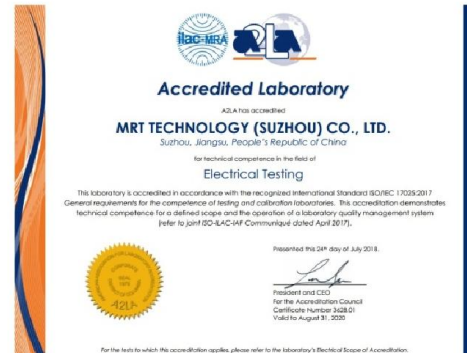 ilac-MRA
A2LA
Accredited Laboratory
A2LA has accredited
MRT TECHNOLOGY (SUZHOU) CO., LTD.
Suzhou, Jiangsu, People's Republic of China
for technical competence in the field of
Electrical Testing
This laboratory is accredited in accordance with the recognized International Standard ISO/IEC 17025:2017
General requirements for the competence of testing and calibration laboratories. This accreditation demonstrates
technical competence for a defined scope and the operation of a laboratory quality management system
(refer to joint ISO-ILAC-IAF Communiqué dated April 2017).
Presented this 24th day of July 2018.
President and CEO
For the Accreditation Council
Certificate Number 3628.01
Valid to August 31, 2020
A2LA
For the tests to which this accreditation applies, please refer to the laboratory's Electrical Scope of Accreditation.